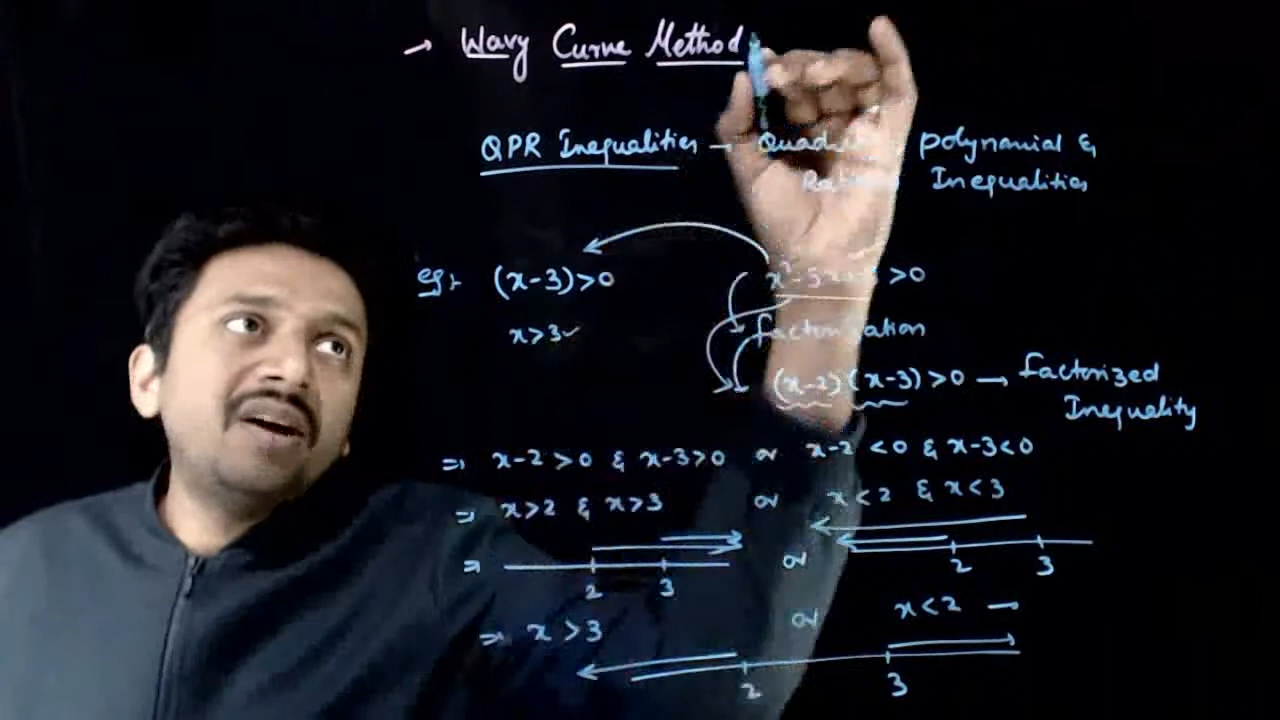 → Wavy Curve Method
QPR Inequalities → polynamial &
Inequalities
Eg:- (x-3)>0 >0
x>3✓
(x-2)(x-3)>0 → factorized
Inequality
⇒ x-2>0 & x-3>0 or x-2<0 & x-3<0
⇒ x>2 & x>3 or x<2 & x<3
⇒ or
2 3 2 3
⇒ x>3 or x<2 →
2 3